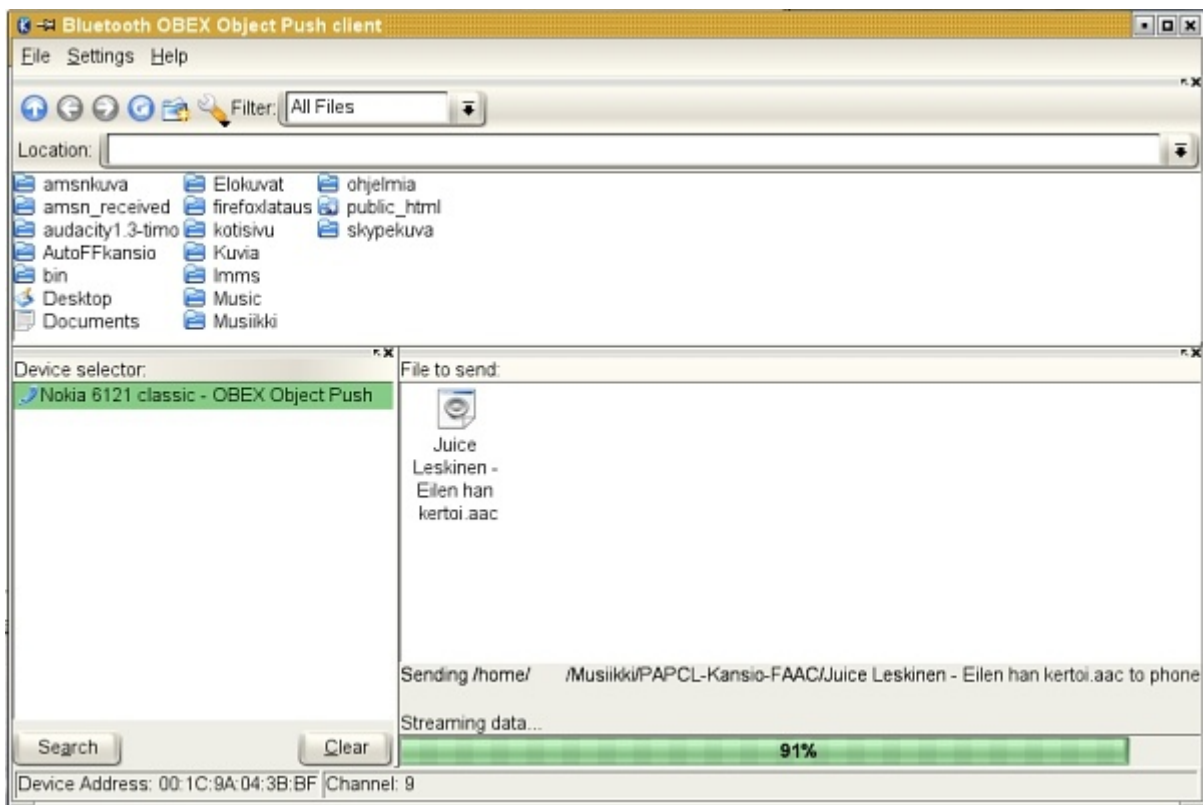 Bluetooth OBEX Object Push client
File Settings Help
Filter: All Files
Location:
amsnkuva Elokuvat ohjelmia
amsn_received firefoxlataus public_html
audacity1.3-timo kotisivu skypekuva
AutoFFkansio Kuvia
bin lmms
Desktop Music
Documents Musiikki
Device selector:
Nokia 6121 classic - OBEX Object Push
File to send:
Juice
Leskinen -
Eilen han
kertoi.aac
Sending /home/ /Musiikki/PAPCL-Kansio-FAAC/Juice Leskinen - Eilen han kertoi.aac to phone
Streaming data...
91%
Search Clear
Device Address: 00:1C:9A:04:3B:BF Channel: 9